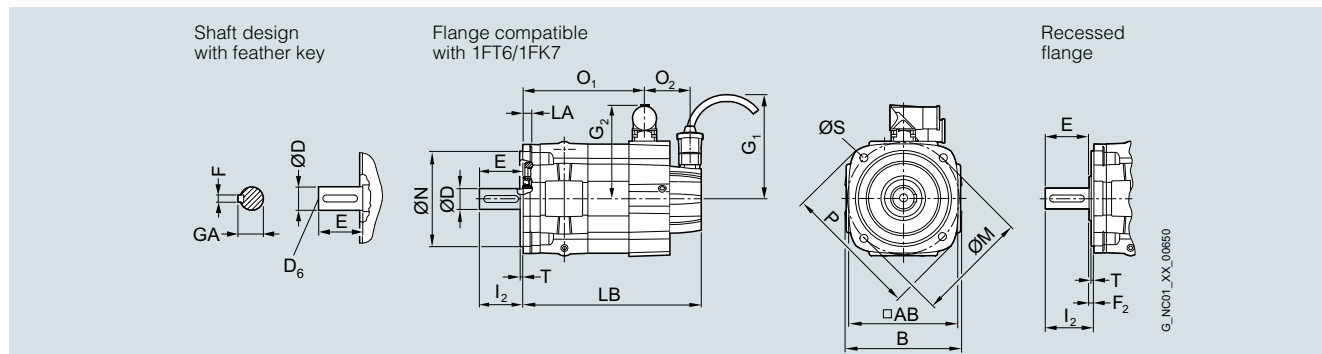 Shaft design
with feather key
Flange compatible
with 1FT6/1FK7
Recessed
flange
O₁
O₂
LA
G₂
G₁
ØS
E
F
ØD
ØN
E
ØD
P
ØM
GA
E
D₆
T
T
F₂
I₂
LB
□AB
I₂
B
G_NC01_XX_00650